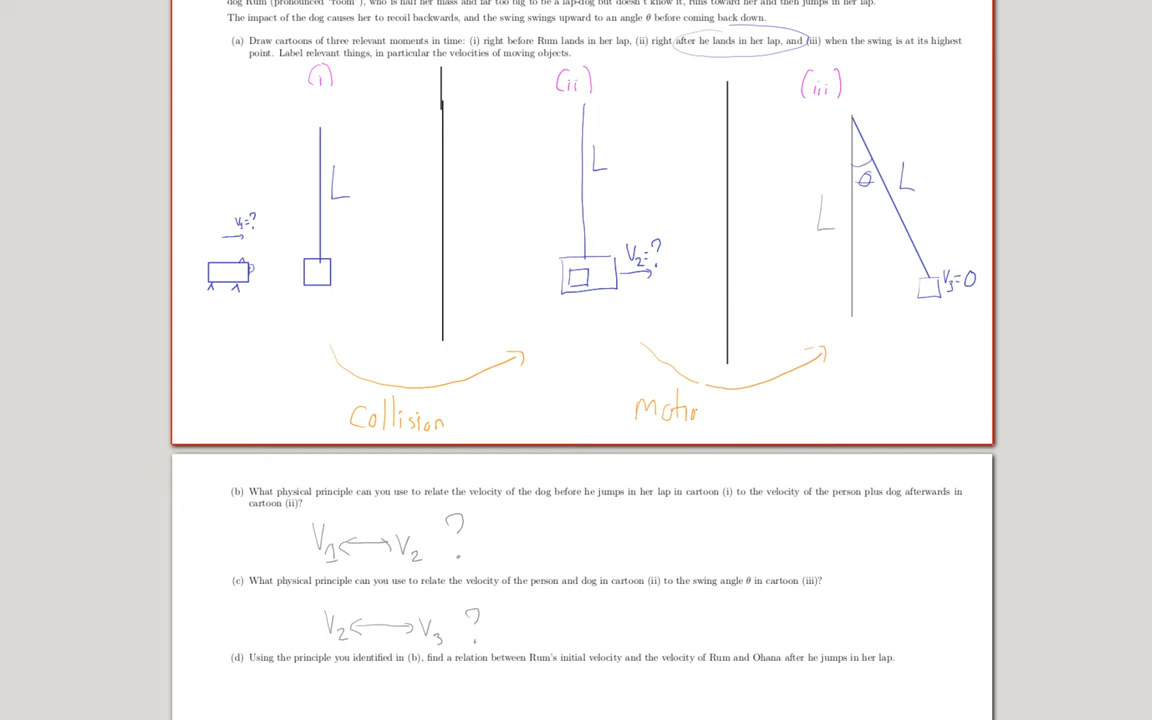 dog Rum (pronounced "room"), who is half her mass and far too big to be a lap-dog but doesn't know it, runs toward her and then jumps in her lap.
The impact of the dog causes her to recoil backwards, and the swing swings upward to an angle θ before coming back down.
(a) Draw cartoons of three relevant moments in time: (i) right before Rum lands in her lap, (ii) right after he lands in her lap, and (iii) when the swing is at its highest
point. Label relevant things, in particular the velocities of moving objects.
(i) (ii) (iii)
L L L θ L
V₁=? V₂=? V₃=0
Collision Motio
(b) What physical principle can you use to relate the velocity of the dog before he jumps in her lap in cartoon (i) to the velocity of the person plus dog afterwards in
cartoon (ii)?
V₁ ⟷ V₂ ?
(c) What physical principle can you use to relate the velocity of the person and dog in cartoon (ii) to the swing angle θ in cartoon (iii)?
V₂ ⟷ V₃ ?
(d) Using the principle you identified in (b), find a relation between Rum's initial velocity and the velocity of Rum and Ohana after he jumps in her lap.